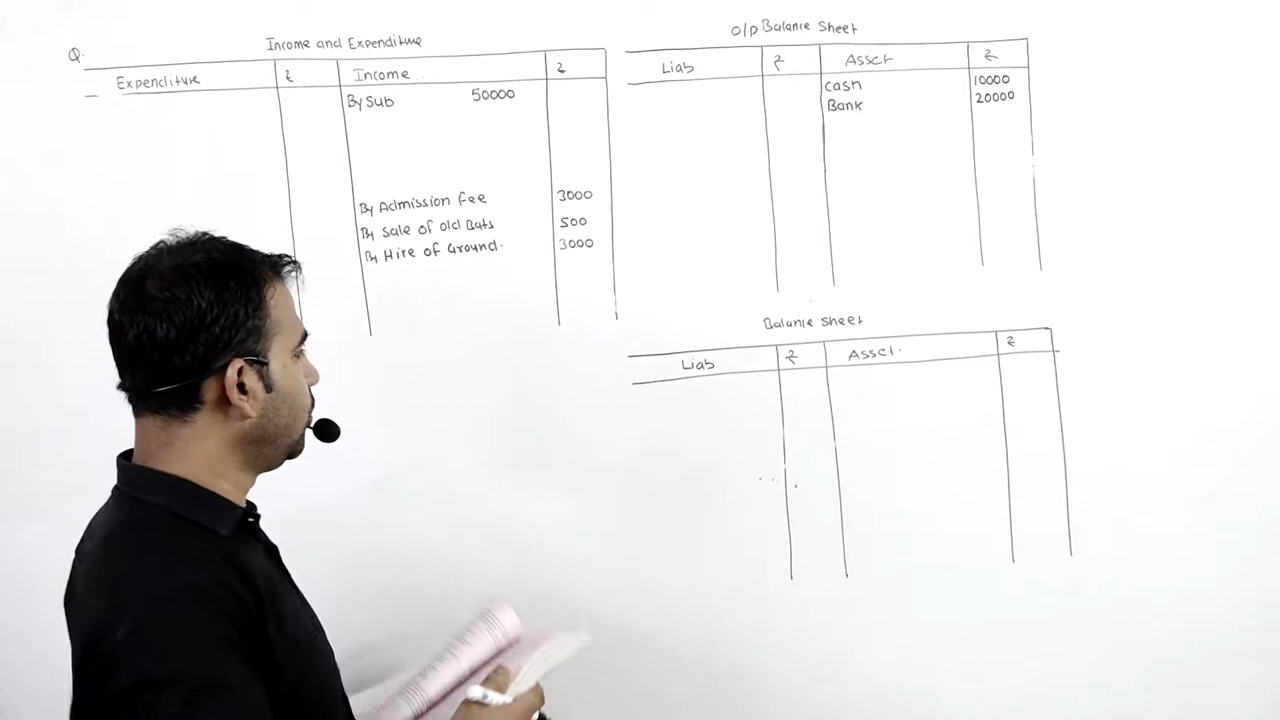 Q.
Income and Expenditure
Expenditure ₹ Income ₹
By Sub 50000
By Admission fee 3000
By Sale of old Bats 500
By Hire of Ground. 3000
O/p Balance Sheet
Liab ₹ Asset ₹
Cash 10000
Bank 20000
Balance Sheet
Liab ₹ Asset. ₹